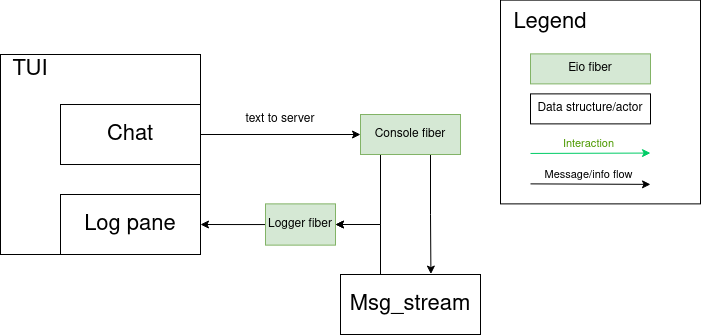 TUI
Chat
Log pane
text to server
Console fiber
Logger fiber
Msg_stream
Legend
Eio fiber
Data structure/actor
Interaction
Message/info flow